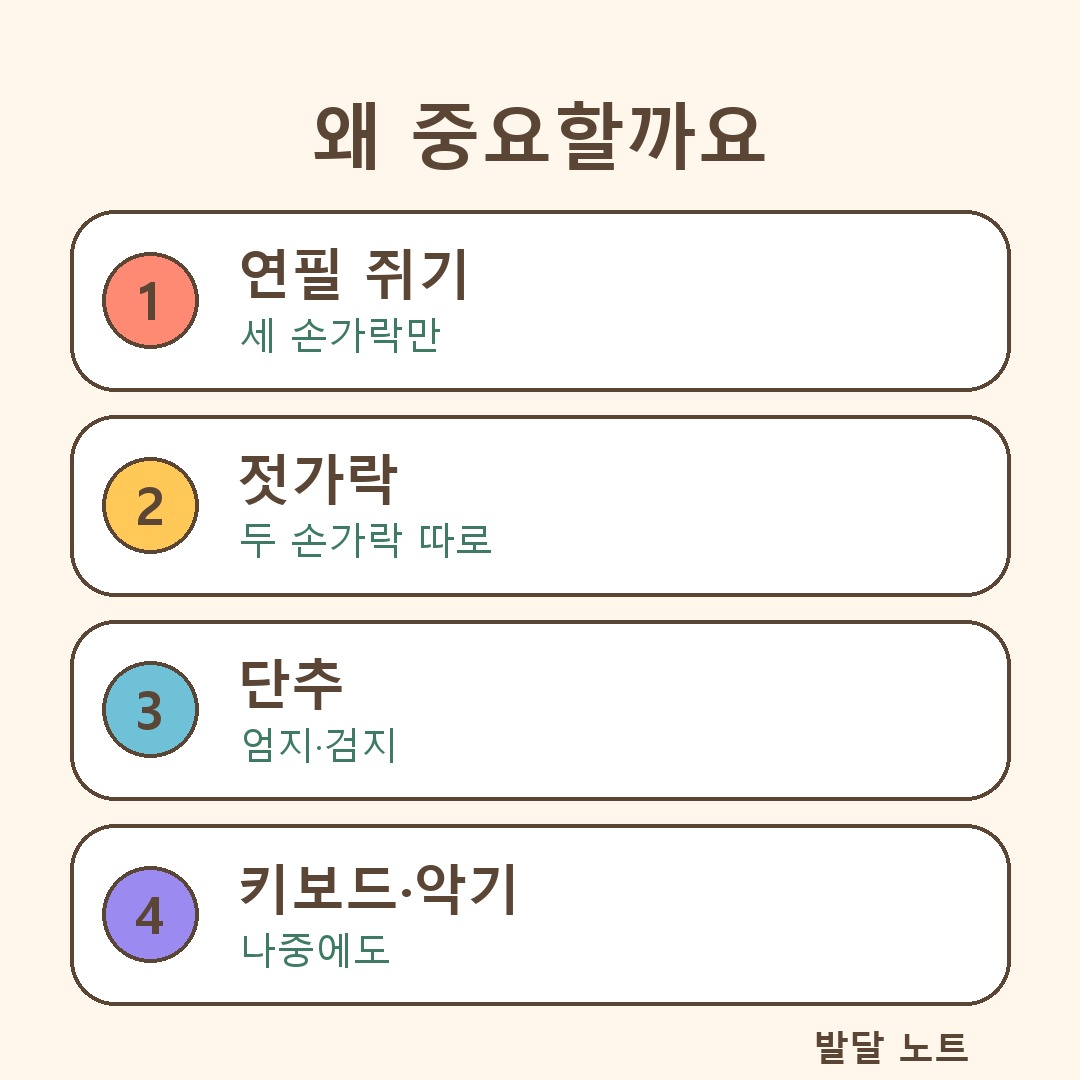 왜 중요할까요
1
연필 쥐기
세 손가락만
2
젓가락
두 손가락 따로
3
단추
엄지·검지
4
키보드·악기
나중에도
발달 노트